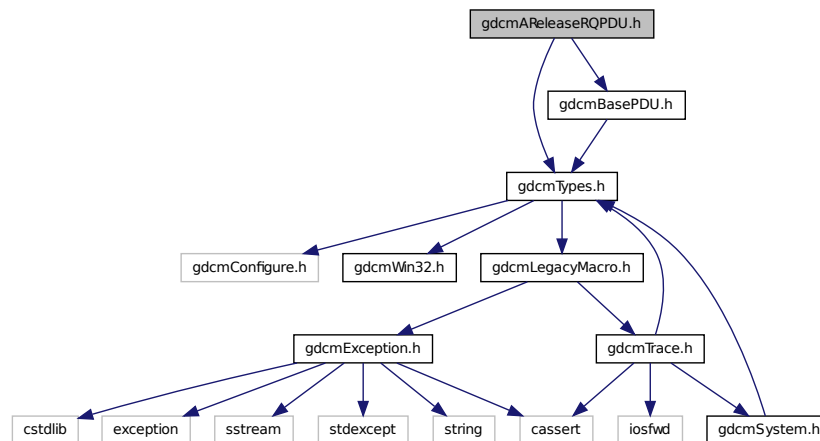 gdcmAReleaseRQPDU.h
gdcmBasePDU.h
gdcmTypes.h
gdcmConfigure.h
gdcmWin32.h
gdcmLegacyMacro.h
gdcmException.h
gdcmTrace.h
cstdlib
exception
sstream
stdexcept
string
cassert
iosfwd
gdcmSystem.h